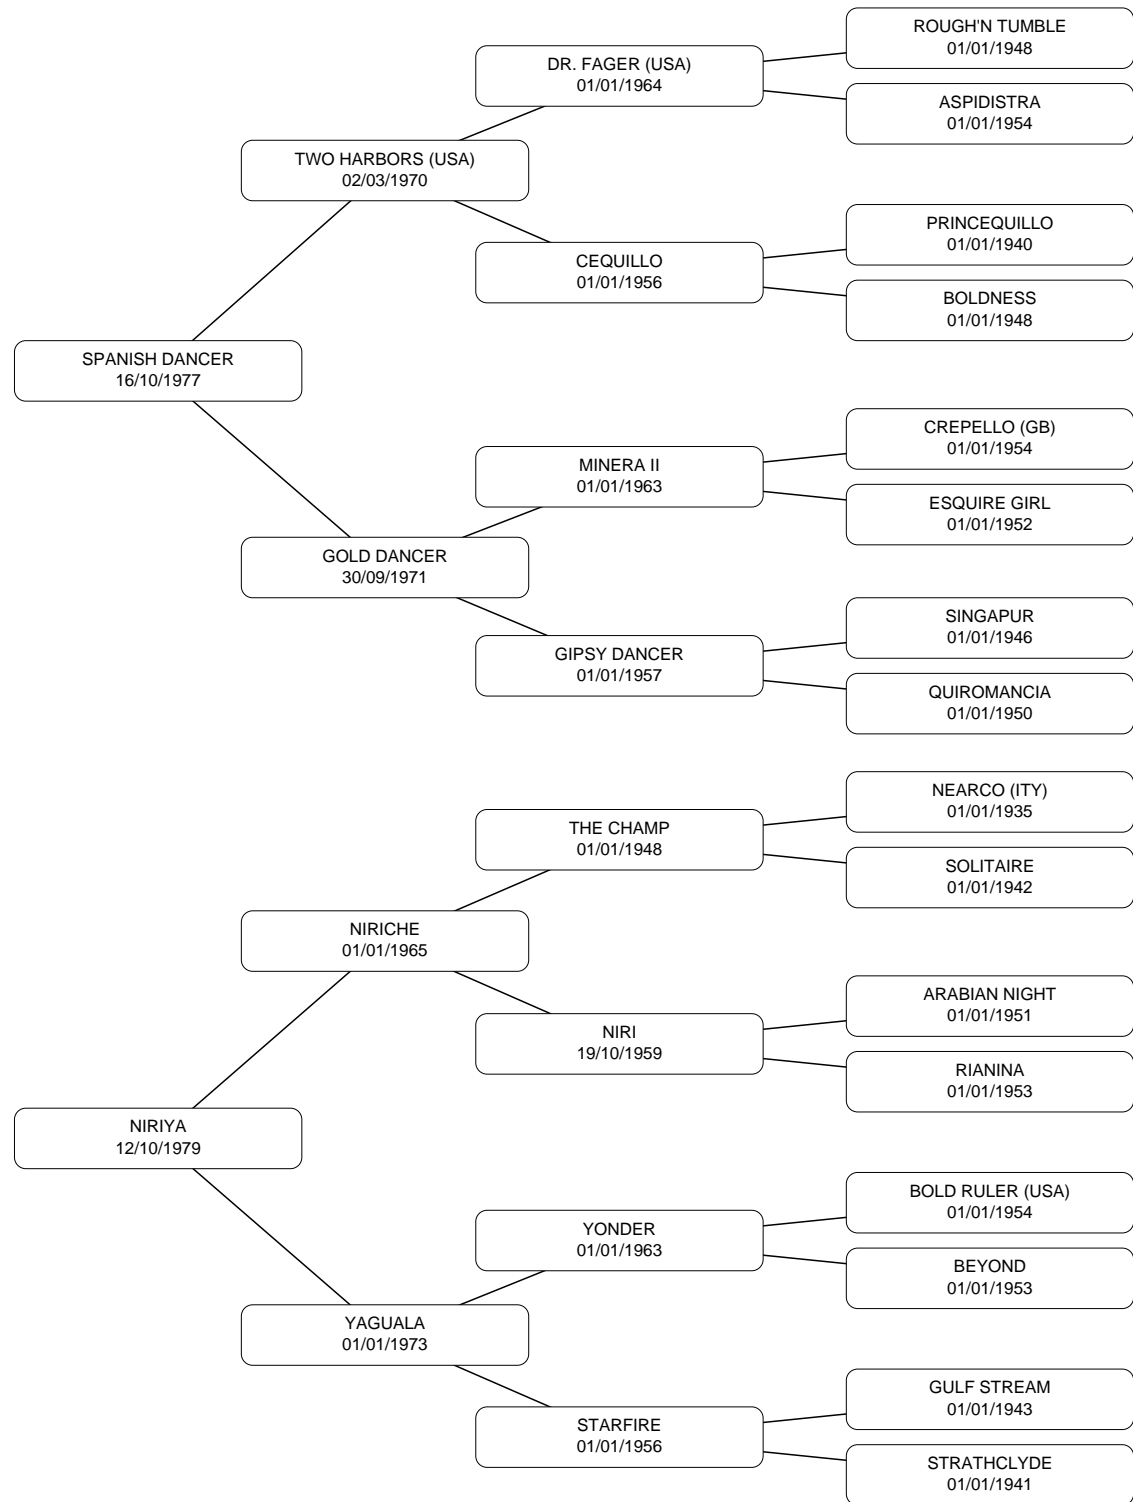 ROUGH'N TUMBLE
01/01/1948
DR. FAGER (USA)
01/01/1964
ASPIDISTRA
01/01/1954
TWO HARBORS (USA)
02/03/1970
PRINCEQUILLO
01/01/1940
CEQUILLO
01/01/1956
BOLDNESS
01/01/1948
SPANISH DANCER
16/10/1977
CREPELLO (GB)
01/01/1954
MINERA II
01/01/1963
ESQUIRE GIRL
01/01/1952
GOLD DANCER
30/09/1971
SINGAPUR
01/01/1946
GIPSY DANCER
01/01/1957
QUIROMANCIA
01/01/1950
NEARCO (ITY)
01/01/1935
THE CHAMP
01/01/1948
SOLITAIRE
01/01/1942
NIRICHE
01/01/1965
ARABIAN NIGHT
01/01/1951
NIRI
19/10/1959
RIANINA
01/01/1953
NIRIYA
12/10/1979
BOLD RULER (USA)
01/01/1954
YONDER
01/01/1963
BEYOND
01/01/1953
YAGUALA
01/01/1973
GULF STREAM
01/01/1943
STARFIRE
01/01/1956
STRATHCLYDE
01/01/1941